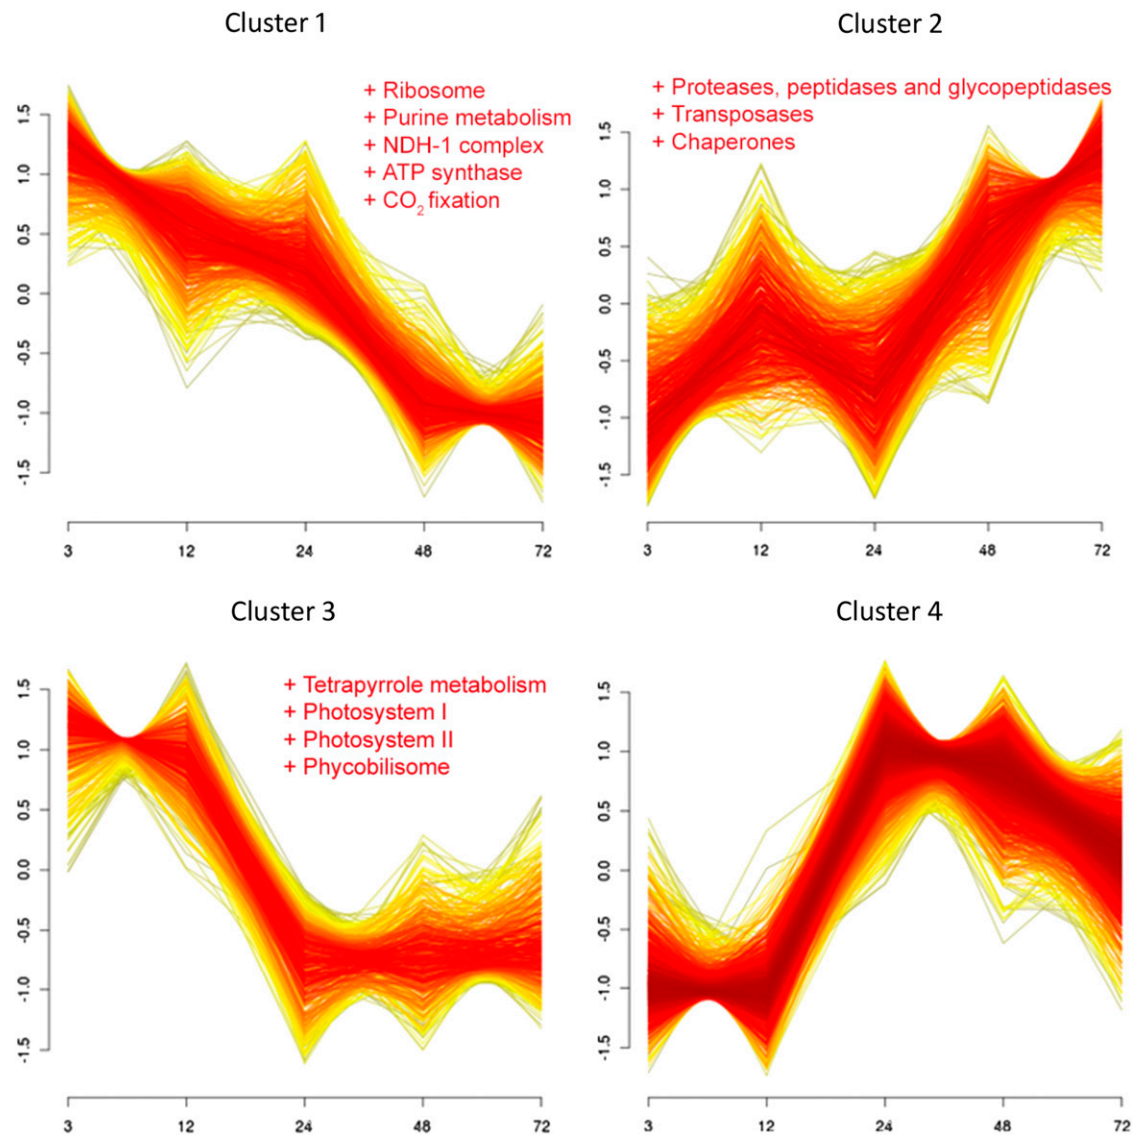 Cluster 1
+ Ribosome
+ Purine metabolism
+ NDH-1 complex
+ ATP synthase
+ CO2 fixation
1.5
1.0
0.5
0.0
-0.5
-1.0
-1.5
3 12 24 48 72
Cluster 2
+ Proteases, peptidases and glycopeptidases
+ Transposases
+ Chaperones
1.5
1.0
0.5
0.0
-0.5
-1.0
-1.5
3 12 24 48 72
Cluster 3
+ Tetrapyrrole metabolism
+ Photosystem I
+ Photosystem II
+ Phycobilisome
1.5
1.0
0.5
0.0
-0.5
-1.0
-1.5
3 12 24 48 72
Cluster 4
1.5
1.0
0.5
0.0
-0.5
-1.0
-1.5
3 12 24 48 72